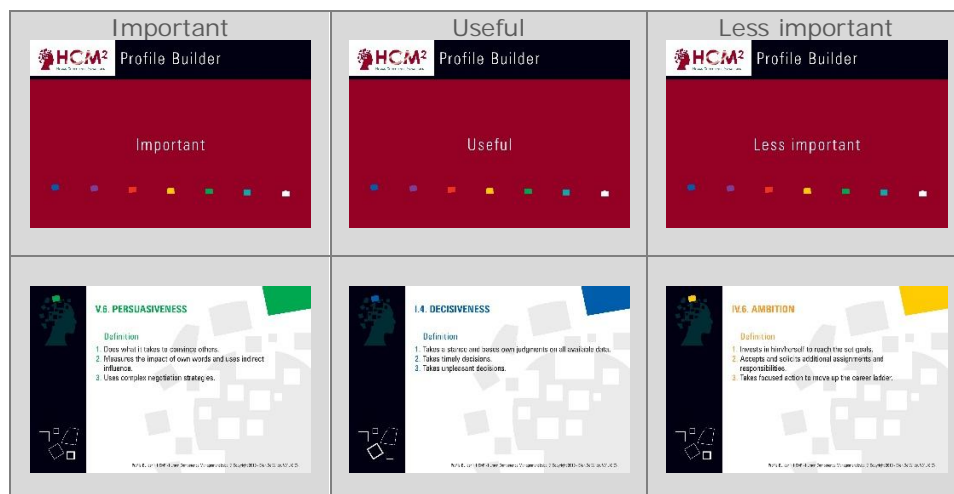 Important
Useful
Less important
HCM² Profile Builder
Important
HCM² Profile Builder
Useful
HCM² Profile Builder
Less important
V.6. PERSUASIVENESS
Definition
1. Does what it takes to convince others.
2. Measures the impact of own words and uses indirect
influence.
3. Uses complex negotiation strategies.
I.4. DECISIVENESS
Definition
1. Takes a stance and bases own judgments on all available data.
2. Takes timely decisions.
3. Takes unpleasant decisions.
IV.6. AMBITION
Definition
1. Invests in him/herself to reach the set goals.
2. Accepts and solicits additional assignments and
responsibilities.
3. Takes focused action to move up the career ladder.